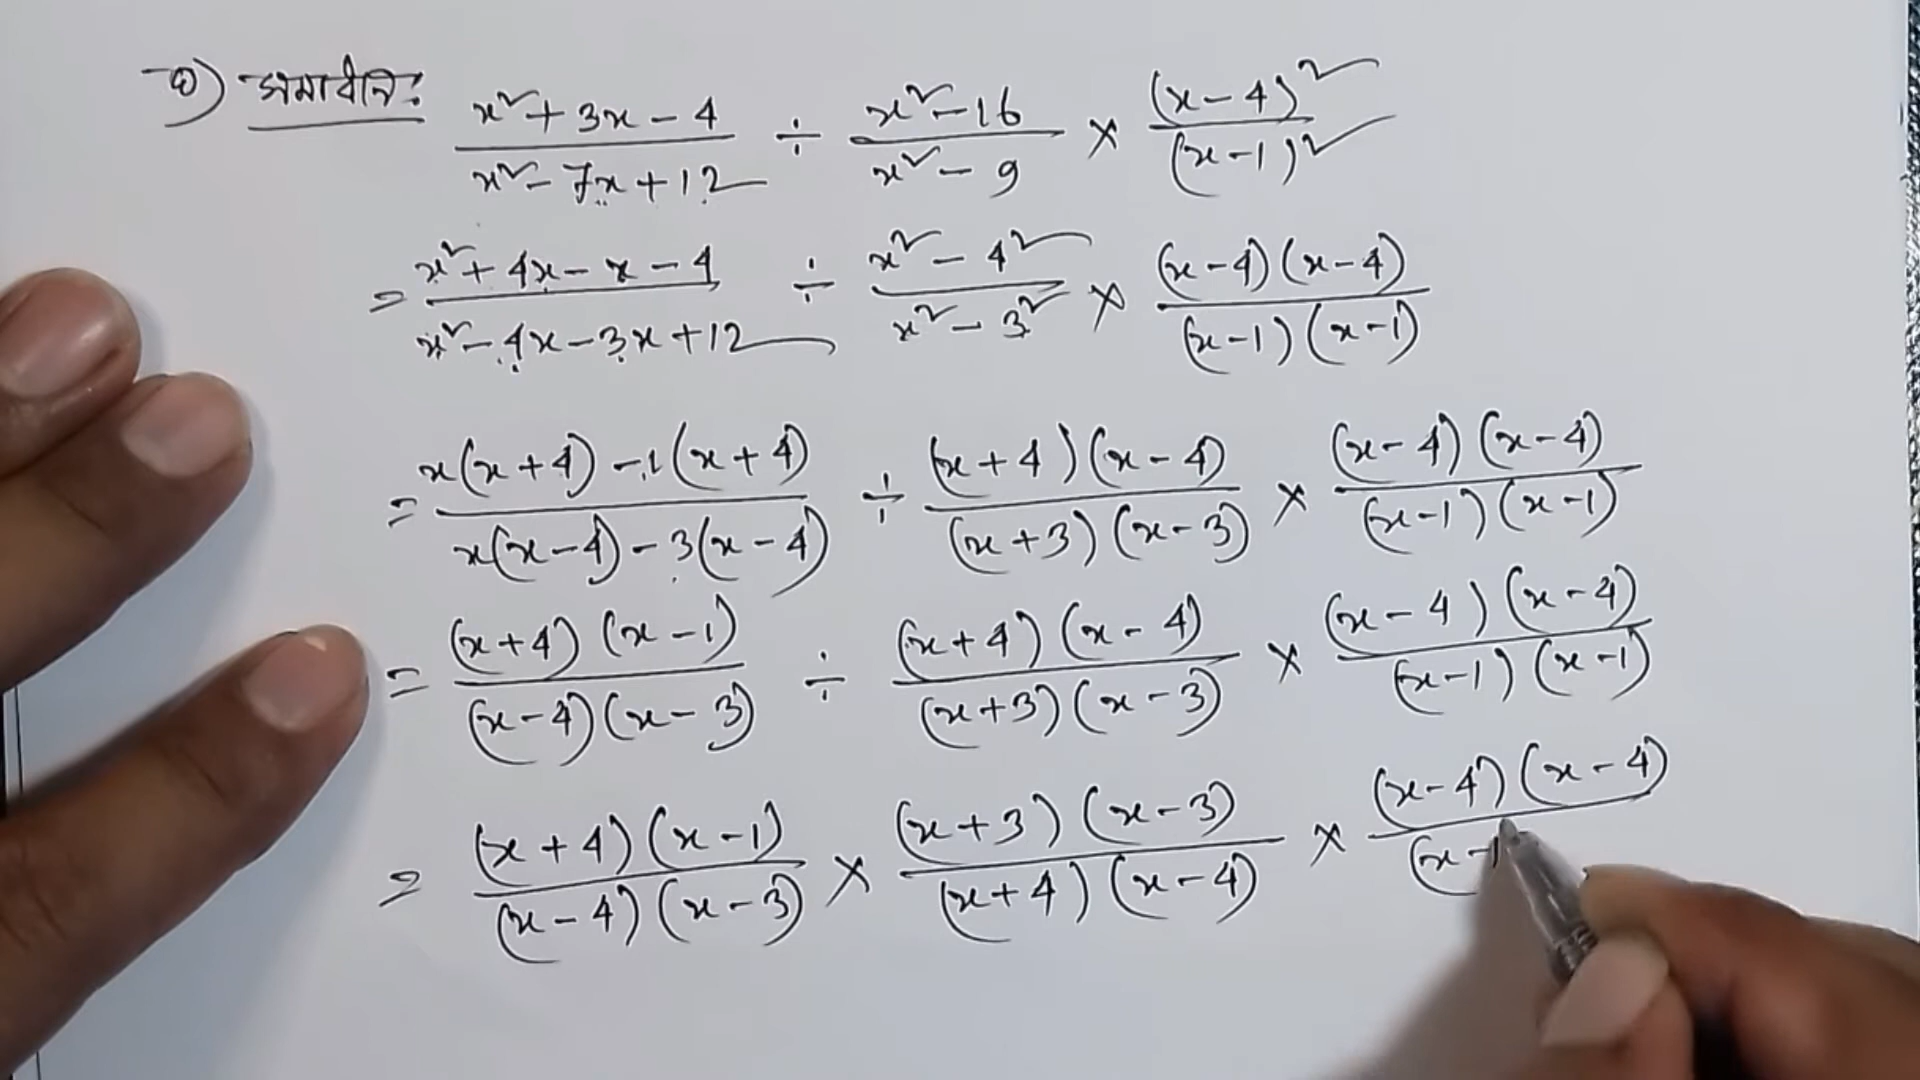 ঘ) সমাধান: (x²+3x-4)/(x²-7x+12) ÷ (x²-16)/(x²-9) × (x-4)²/(x-1)²
= (x²+4x-x-4)/(x²-4x-3x+12) ÷ (x²-4²)/(x²-3²) × (x-4)(x-4)/(x-1)(x-1)
= x(x+4)-1(x+4)/x(x-4)-3(x-4) ÷ (x+4)(x-4)/(x+3)(x-3) × (x-4)(x-4)/(x-1)(x-1)
= (x+4)(x-1)/(x-4)(x-3) ÷ (x+4)(x-4)/(x+3)(x-3) × (x-4)(x-4)/(x-1)(x-1)
= (x+4)(x-1)/(x-4)(x-3) × (x+3)(x-3)/(x+4)(x-4) × (x-4)(x-4)/(x-1